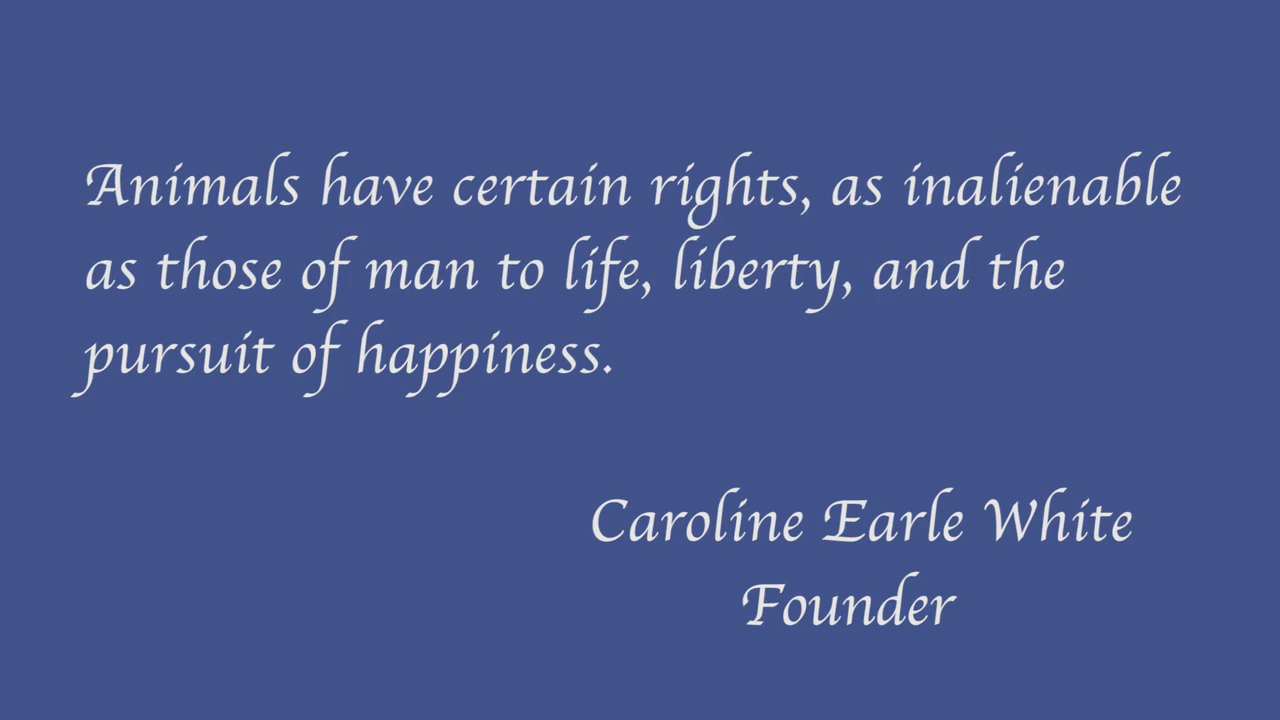 Animals have certain rights, as inalienable
as those of man to life, liberty, and the
pursuit of happiness.
Caroline Earle White
Founder